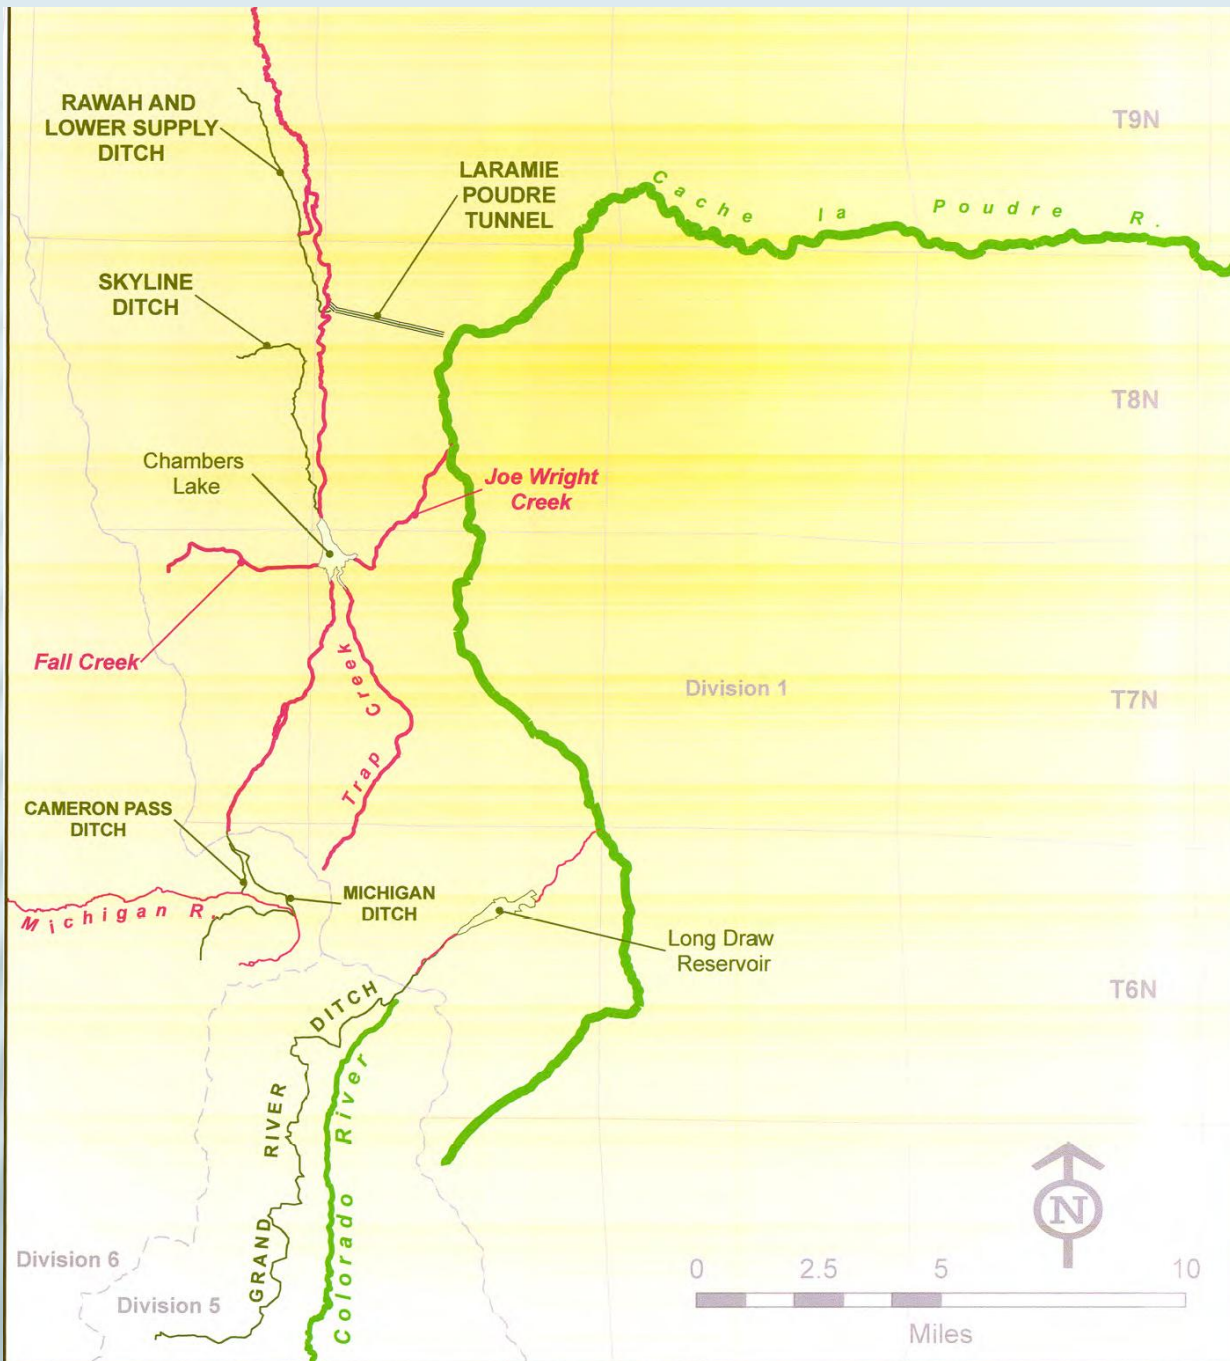 RAWAH AND
LOWER SUPPLY
DITCH
T9N
LARAMIE
POUDRE
TUNNEL
Cache la Poudre R.
SKYLINE
DITCH
T8N
Chambers
Lake
Joe Wright
Creek
Fall Creek
Trap Creek
Division 1
T7N
CAMERON PASS
DITCH
MICHIGAN
DITCH
Michigan R.
Long Draw
Reservoir
T6N
GRAND RIVER DITCH
Colorado River
N
Division 6
Division 5
0 2.5 5 10
Miles